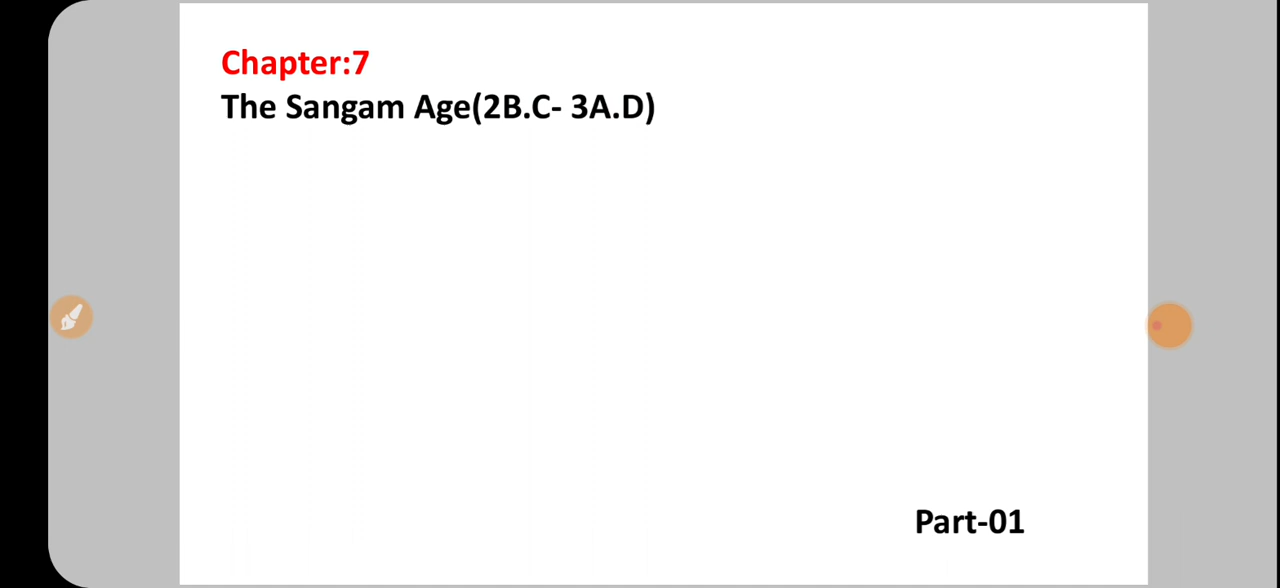 Chapter:7
The Sangam Age(2B.C- 3A.D)
Part-01